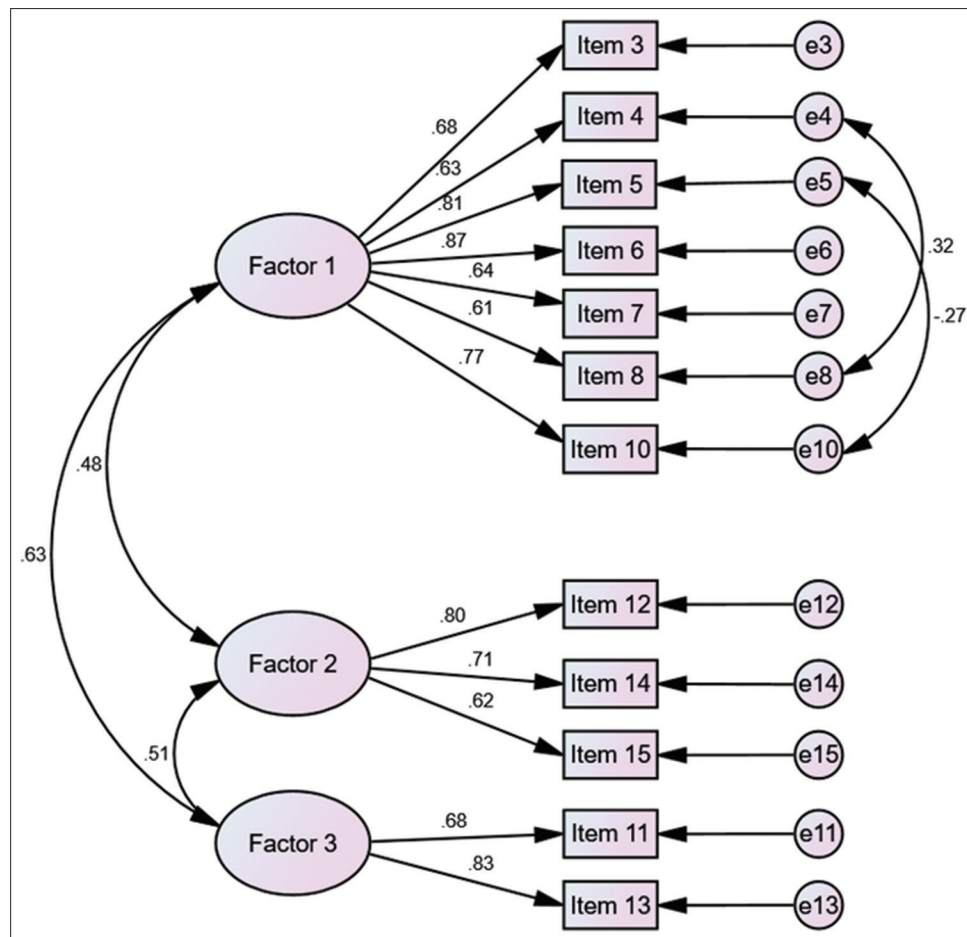 Item 3
e3
.68
Item 4
e4
.63
Item 5
e5
.81
Item 6
e6
.87
.32
Factor 1
.64
Item 7
e7
-.27
.61
Item 8
e8
.77
Item 10
e10
.48
.63
Item 12
e12
.80
Factor 2
.71
Item 14
e14
.62
Item 15
e15
.51
Factor 3
.68
Item 11
e11
.83
Item 13
e13